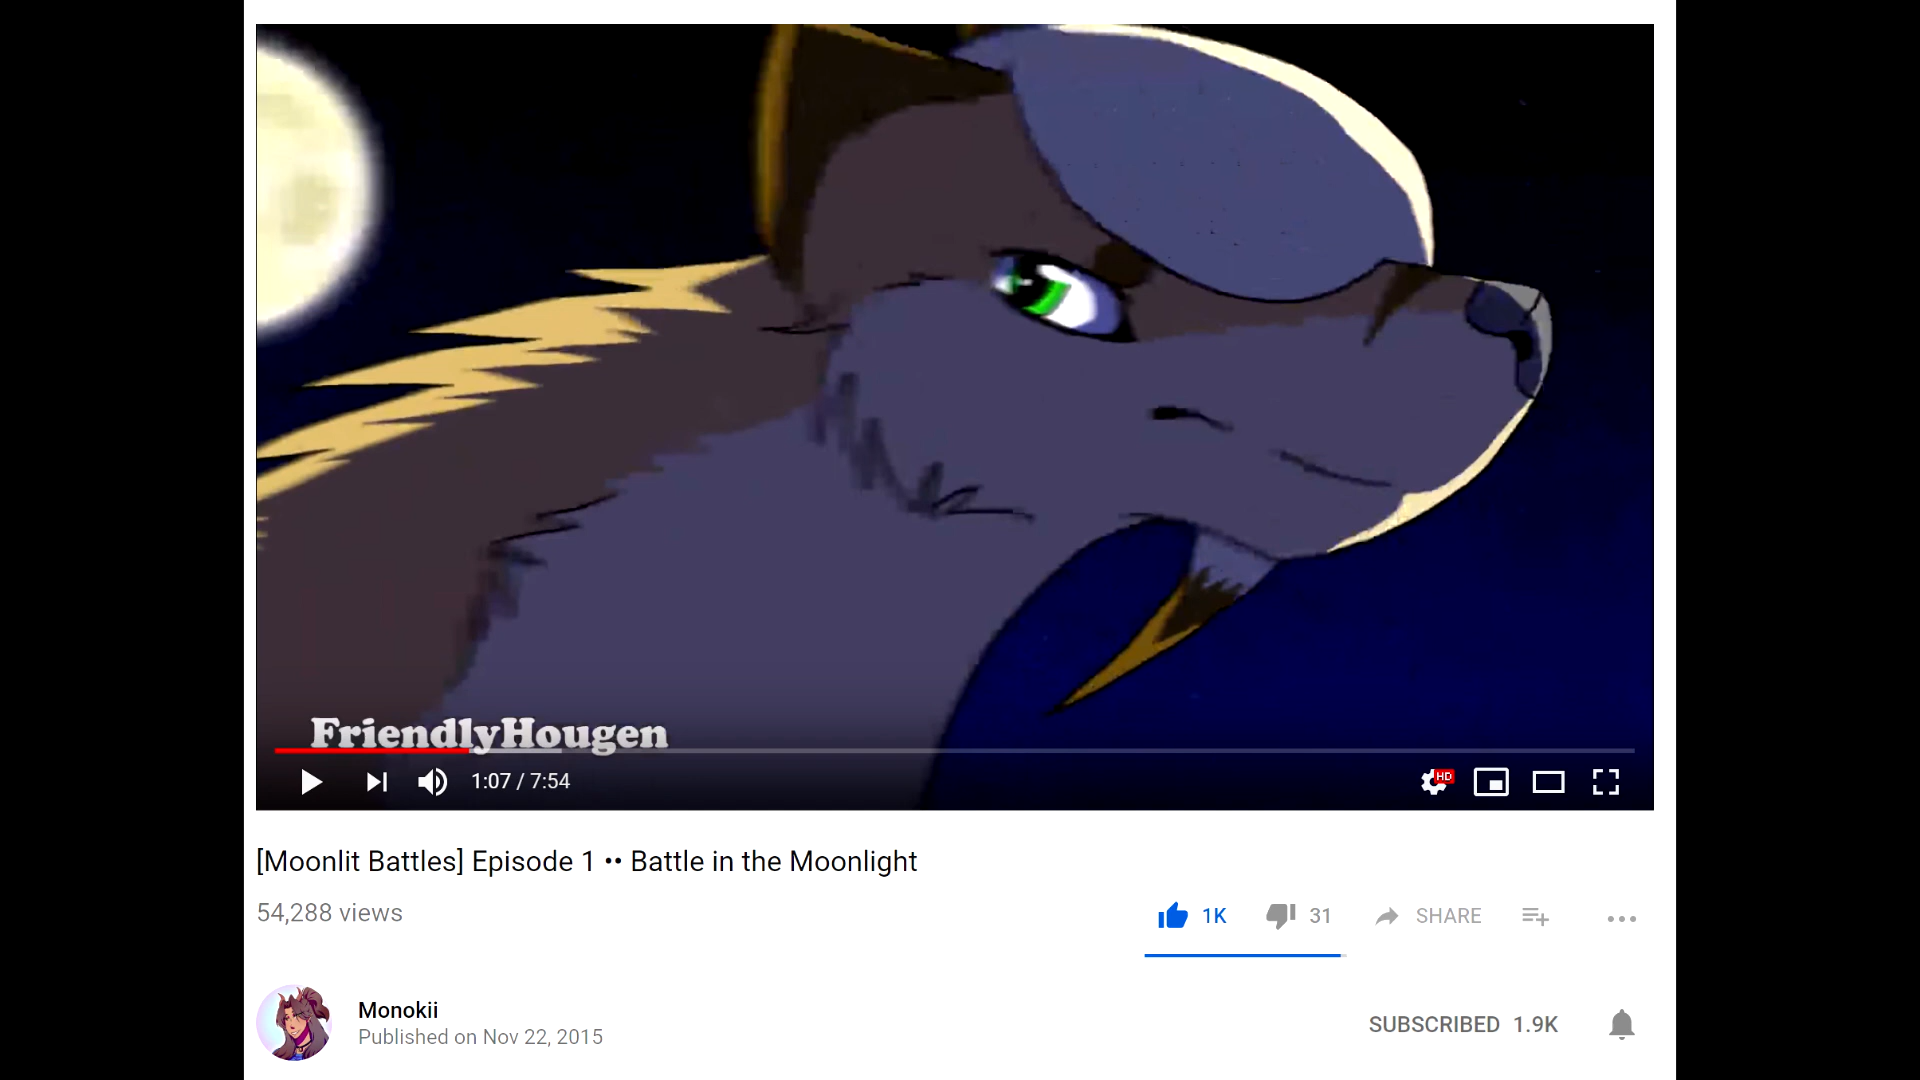 FriendlyHougen
1:07 / 7:54
HD
[Moonlit Battles] Episode 1 •• Battle in the Moonlight
54,288 views
1K
31
SHARE
Monokii
Published on Nov 22, 2015
SUBSCRIBED 1.9K